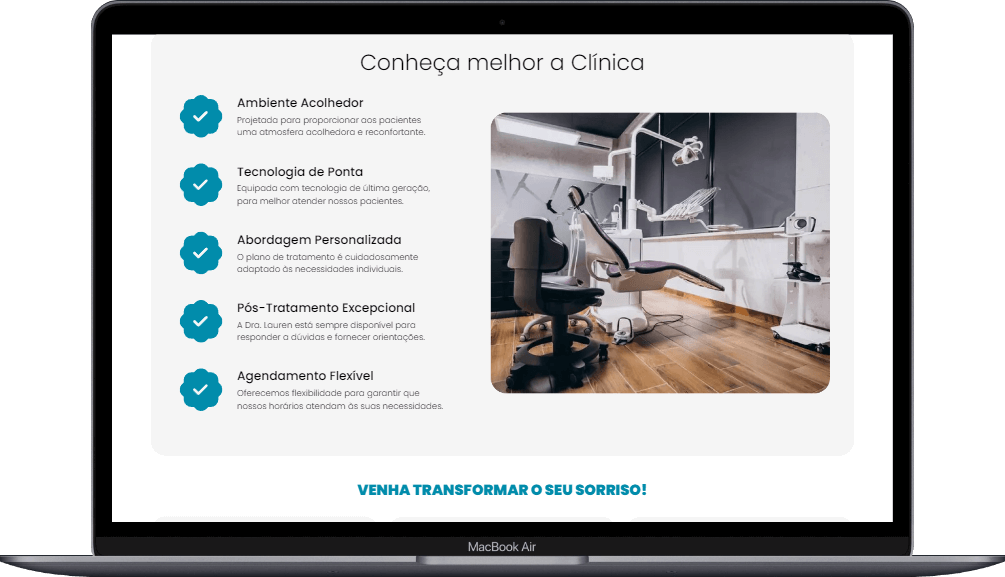 Conheça melhor a Clínica
Ambiente Acolhedor
Projetada para proporcionar aos pacientes
uma atmosfera acolhedora e reconfortante.
Tecnologia de Ponta
Equipada com tecnologia de última geração,
para melhor atender nossos pacientes.
Abordagem Personalizada
O plano de tratamento é cuidadosamente
adaptado às necessidades individuais.
Pós-Tratamento Excepcional
A Dra. Lauren está sempre disponível para
responder a dúvidas e fornecer orientações.
Agendamento Flexível
Oferecemos flexibilidade para garantir que
nossos horários atendam às suas necessidades.
VENHA TRANSFORMAR O SEU SORRISO!
MacBook Air